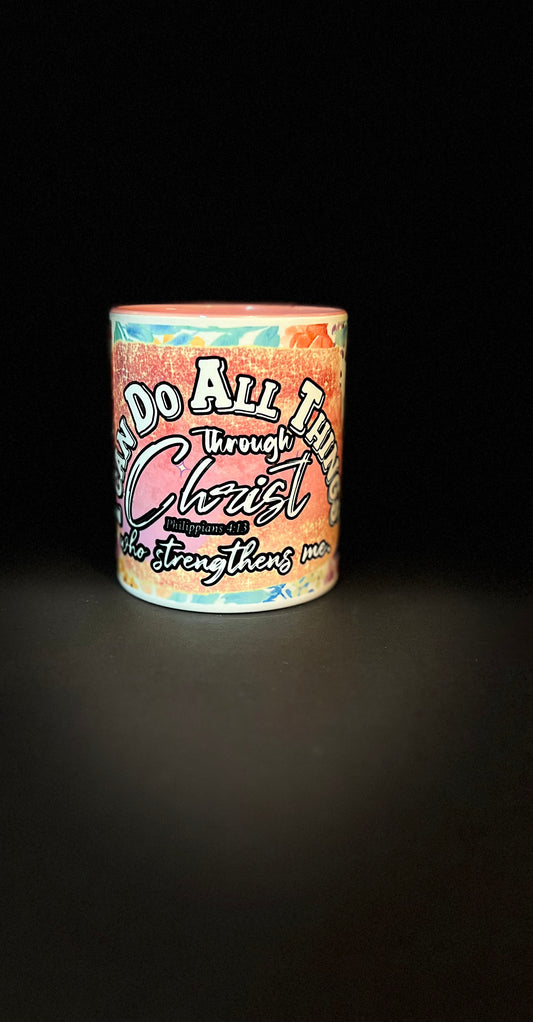 I Can Do All Things
through
Christ
Philippians 4:13
who strengthens me.